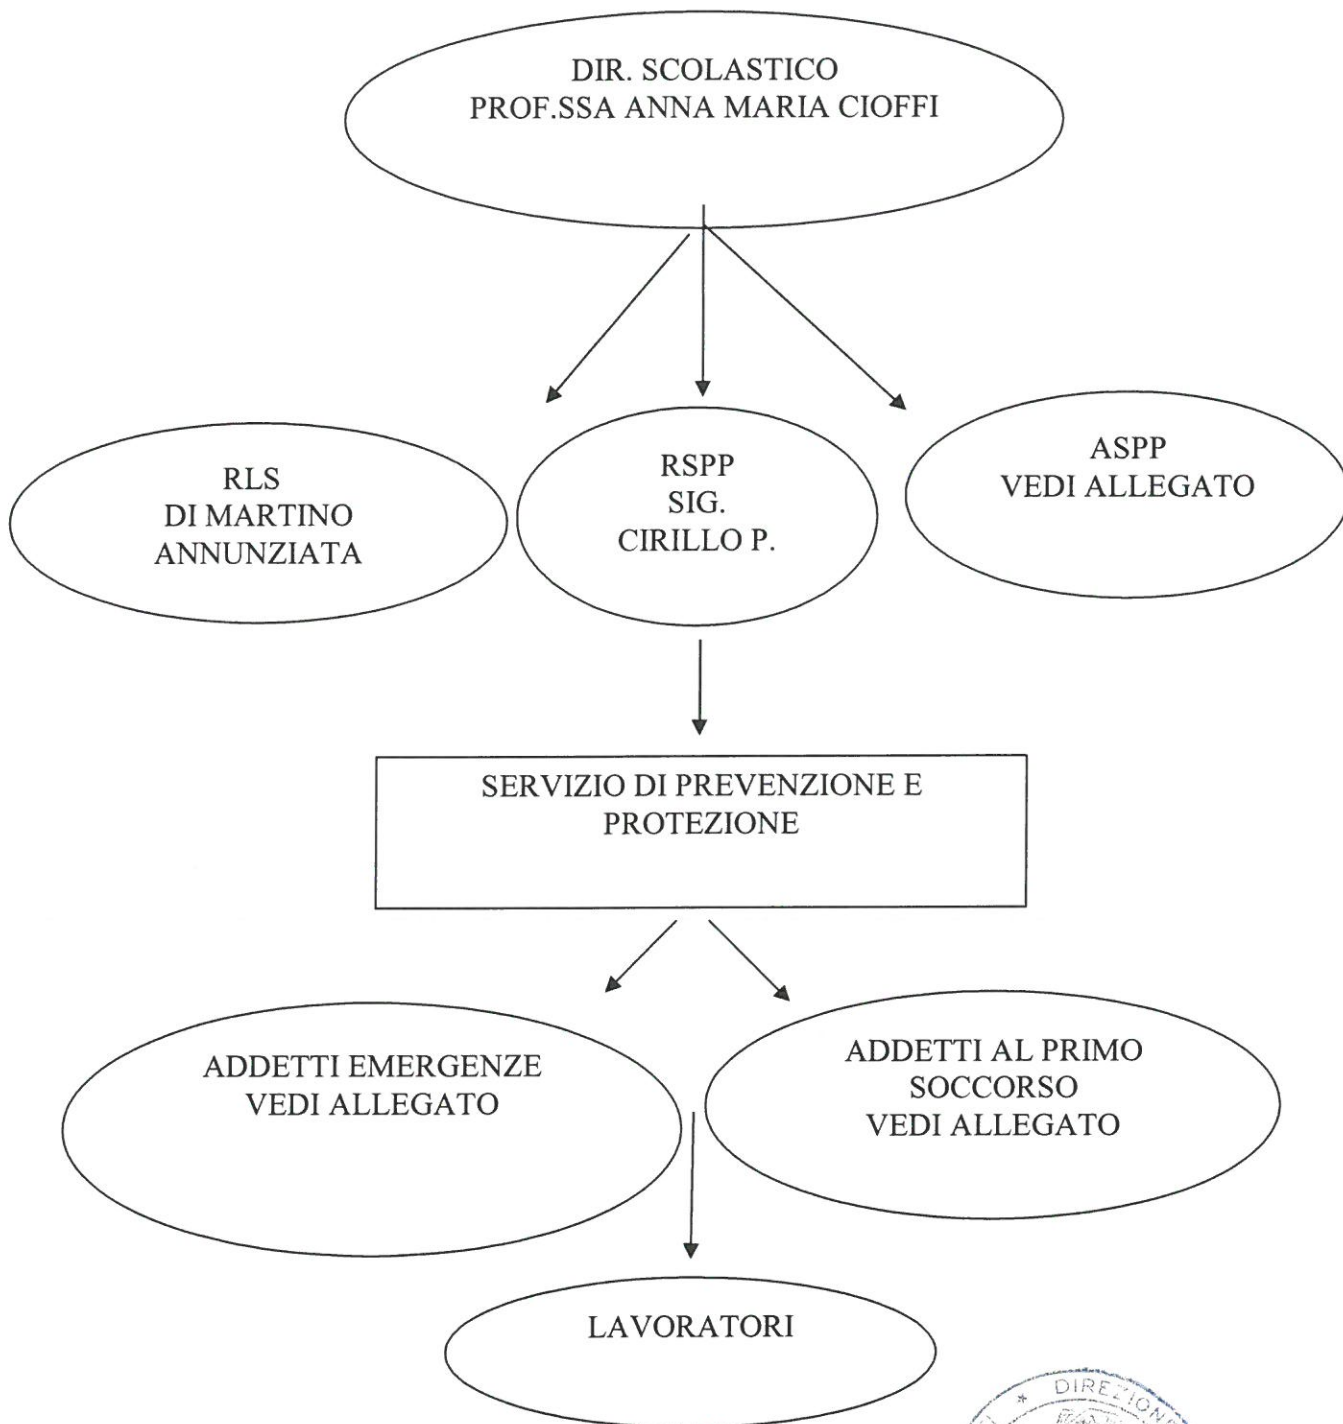 DIR. SCOLASTICO
PROF.SSA ANNA MARIA CIOFFI
RLS
DI MARTINO
ANNUNZIATA
RSPP
SIG.
CIRILLO P.
ASPP
VEDI ALLEGATO
SERVIZIO DI PREVENZIONE E
PROTEZIONE
ADDETTI EMERGENZE
VEDI ALLEGATO
ADDETTI AL PRIMO
SOCCORSO
VEDI ALLEGATO
LAVORATORI
* DIREZIONE